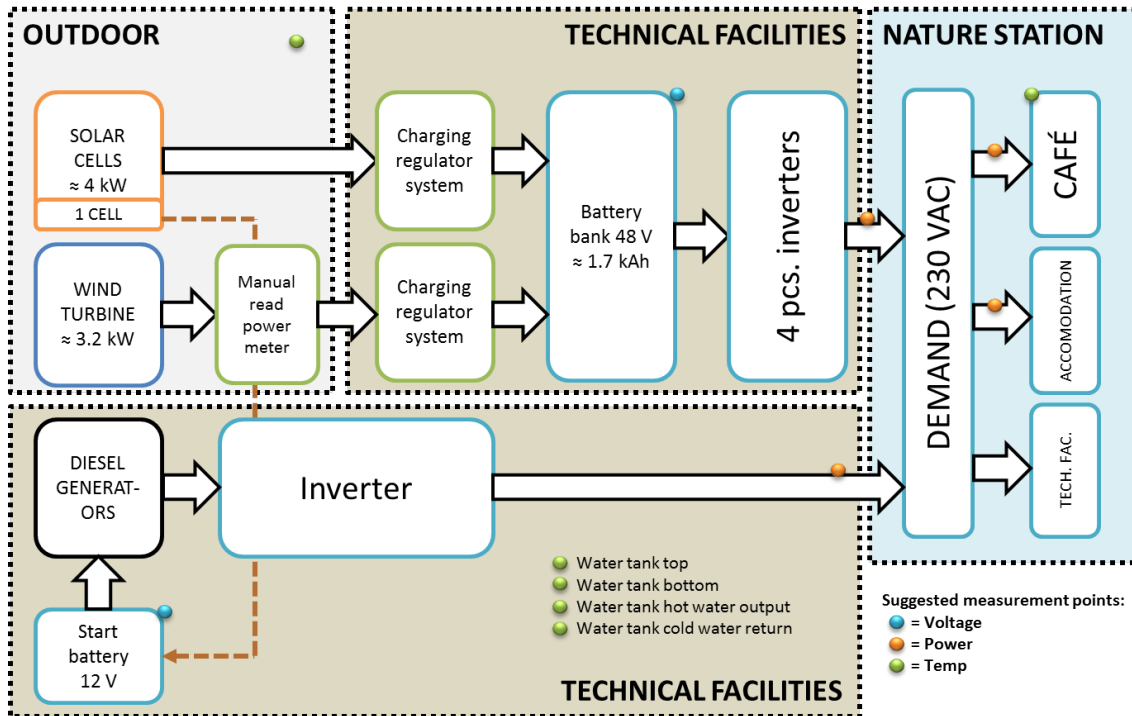 OUTDOOR
TECHNICAL FACILITIES
NATURE STATION
SOLAR
CELLS
≈ 4 kW
1 CELL
WIND
TURBINE
≈ 3.2 kW
Manual
read
power
meter
Charging
regulator
system
Charging
regulator
system
Battery
bank 48 V
≈ 1.7 kAh
4 pcs. inverters
DEMAND (230 VAC)
CAFÉ
ACCOMODATION
TECH. FAC.
DIESEL
GENERAT-
ORS
Inverter
Start
battery
12 V
Water tank top
Water tank bottom
Water tank hot water output
Water tank cold water return
TECHNICAL FACILITIES
Suggested measurement points:
= Voltage
= Power
= Temp